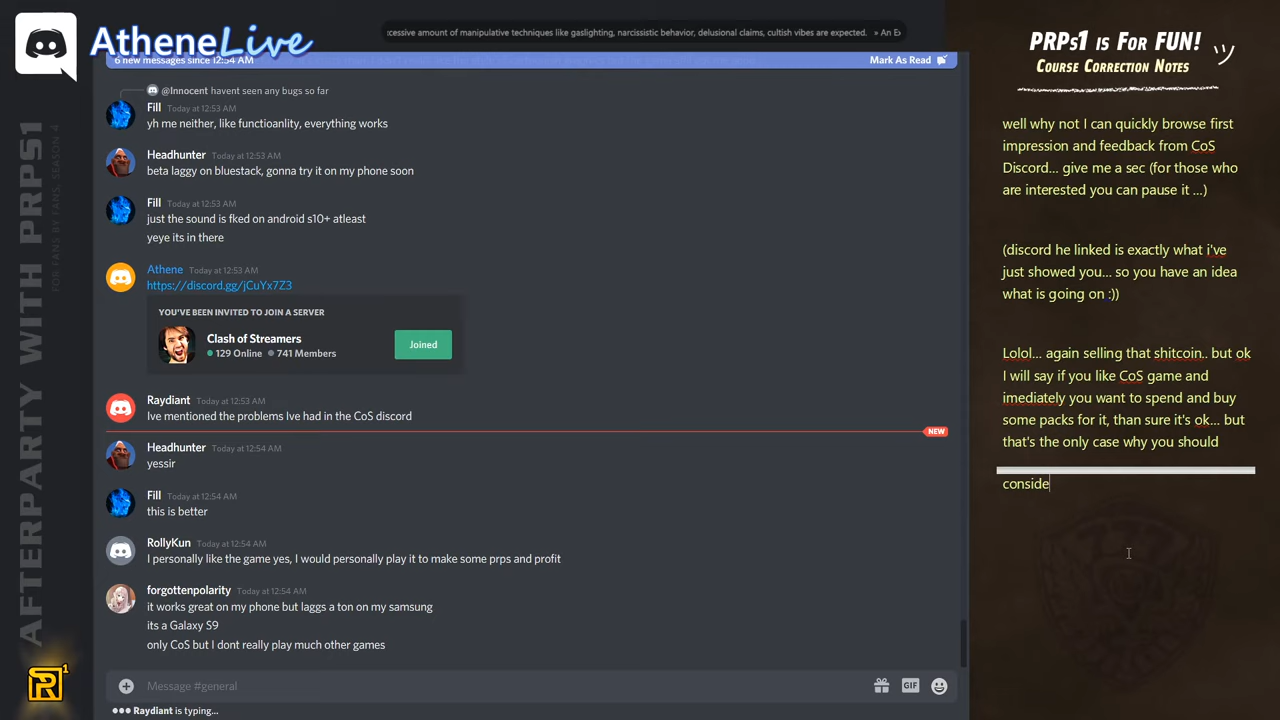 AtheneLive
:cessive amount of manipulative techniques like gaslighting, narcissistic behavior, delusional claims, cultish vibes are expected.   » An E
6 new messages since 12:54 AM
Mark As Read
@Innocent havent seen any bugs so far
Fill Today at 12:53 AM
yh me neither, like functioanlity, everything works
Headhunter Today at 12:53 AM
beta laggy on bluestack, gonna try it on my phone soon
Fill Today at 12:53 AM
just the sound is fked on android s10+ atleast
yeye its in there
Athene Today at 12:53 AM
https://discord.gg/jCuYx7Z3
YOU'VE BEEN INVITED TO JOIN A SERVER
Clash of Streamers
129 Online 741 Members
Joined
Raydiant Today at 12:53 AM
Ive mentioned the problems Ive had in the CoS discord
NEW
Headhunter Today at 12:54 AM
yessir
Fill Today at 12:54 AM
this is better
RollyKun Today at 12:54 AM
I personally like the game yes, I would personally play it to make some prps and profit
forgottenpolarity Today at 12:54 AM
it works great on my phone but laggs a ton on my samsung
its a Galaxy S9
only CoS but I dont really play much other games
Message #general
GIF
Raydiant is typing...
AFTERPARTY WITH PRPS1
FOR FANS BY FANS, SEASON 4
R1
PRPs1 is For FUN! ツ
Course Correction Notes
well why not I can quickly browse first
impression and feedback from CoS
Discord... give me a sec (for those who
are interested you can pause it ...)
(discord he linked is exactly what i've
just showed you... so you have an idea
what is going on :))
Lolol... again selling that shitcoin.. but ok
I will say if you like CoS game and
imediately you want to spend and buy
some packs for it, than sure it's ok... but
that's the only case why you should
conside